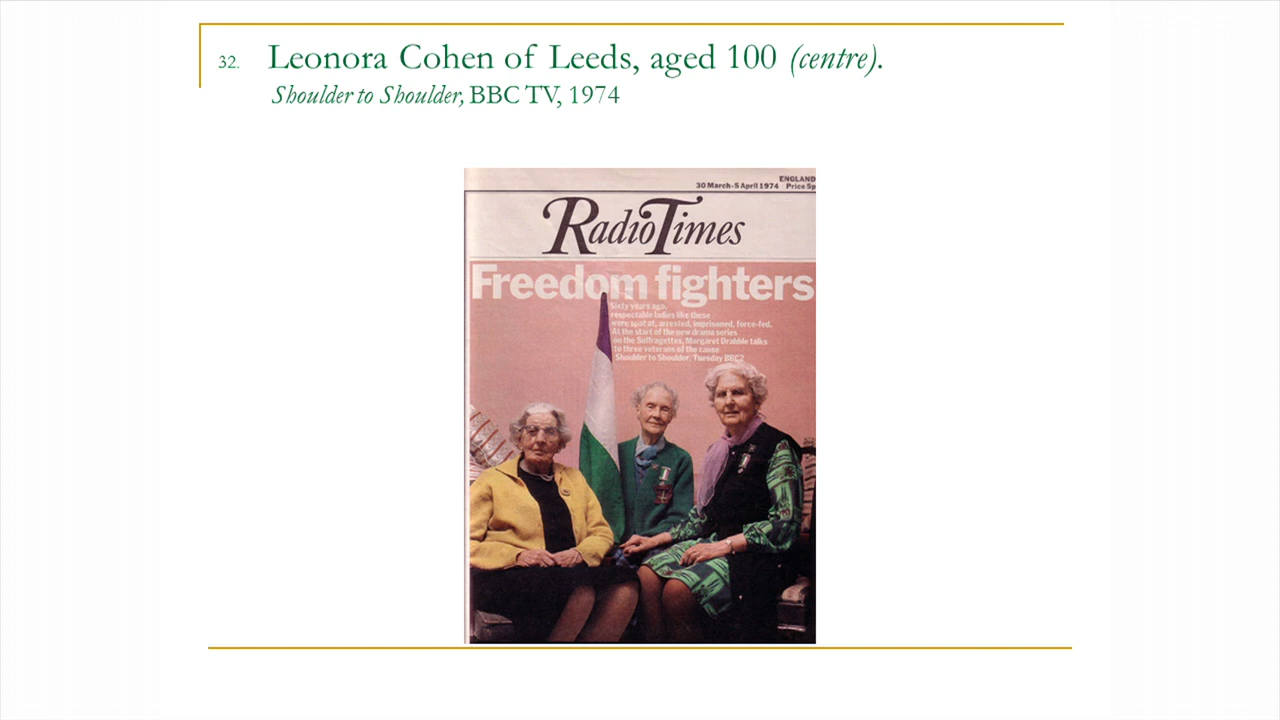 32. Leonora Cohen of Leeds, aged 100 (centre).
Shoulder to Shoulder, BBC TV, 1974
ENGLAND
30 March-5 April 1974 Price 5p
RadioTimes
Freedom fighters
Sixty years ago,
respectable ladies like these
were spat at, arrested, imprisoned, force-fed.
At the start of the new drama series
on the Suffragettes, Margaret Drabble talks
to three veterans of the cause
Shoulder to Shoulder, Tuesday BBC2